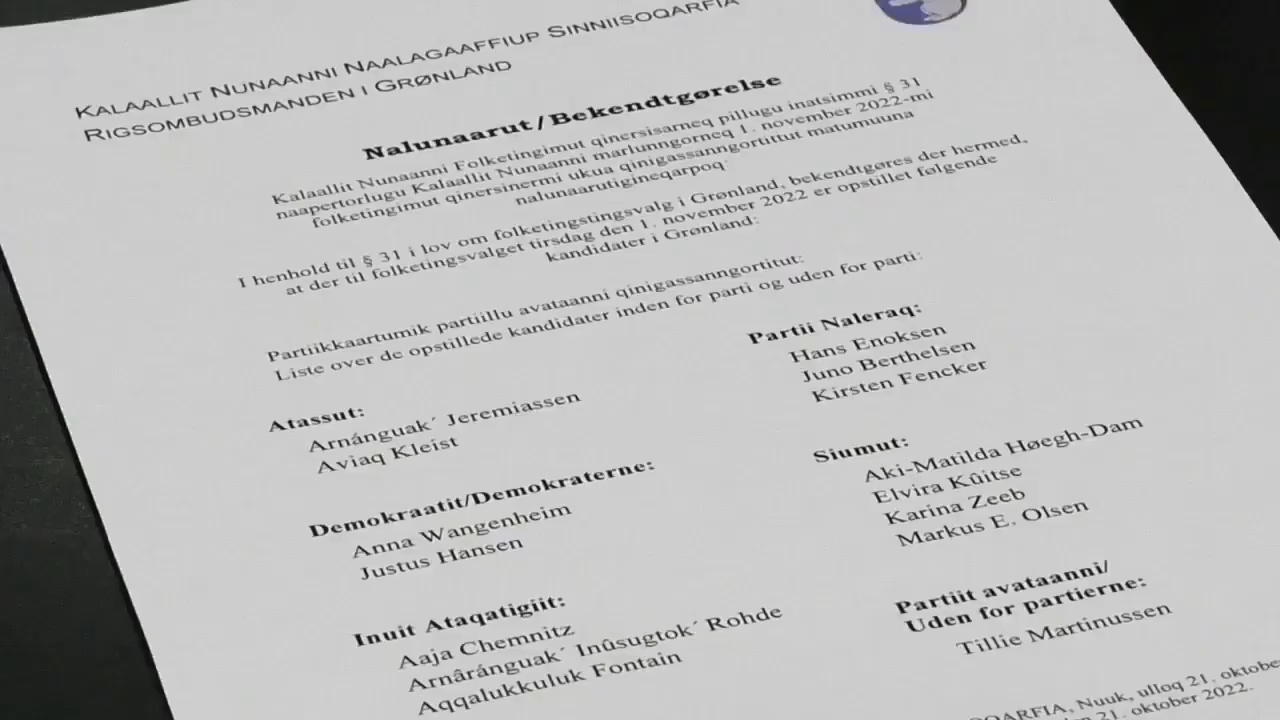 KALAALLIT NUNAANNI NAALAGAAFFIUP SINNIISOQARFIA
RIGSOMBUDSMANDEN I GRØNLAND
Nalunaarut/Bekendtgørelse
Kalaallit Nunaanni Folketingimut qinersisarneq pillugu inatsimmi § 31
naapertorlugu Kalaallit Nunaanni marlunngorneq 1. november 2022-mi
folketingimut qinersinermi ukua qinigassanngortittut matumuuna
nalunaarutigineqarpoq
I henhold til § 31 i lov om folketingstingsvalg i Grønland, bekendtgøres der hermed,
at der til folketingsvalget tirsdag den 1. november 2022 er opstillet følgende
kandidater i Grønland:
Partiikkaartumik partiillu avataanni qinigassanngortitut:
Liste over de opstillede kandidater inden for parti og uden for parti:
Atassut:
Arnánguak´ Jeremiassen
Aviaq Kleist
Demokraatit/Demokraterne:
Anna Wangenheim
Justus Hansen
Inuit Ataqatigiit:
Aaja Chemnitz
Arnâránguak´ Inûsugtok´ Rohde
Aqqalukkuluk Fontain
Partii Naleraq:
Hans Enoksen
Juno Berthelsen
Kirsten Fencker
Siumut:
Aki-Matilda Høegh-Dam
Elvira Kûitse
Karina Zeeb
Markus E. Olsen
Partiit avataanni/
Uden for partierne:
Tillie Martinussen
Nuuk, ulloq 21. oktobe
21. oktober 2022.